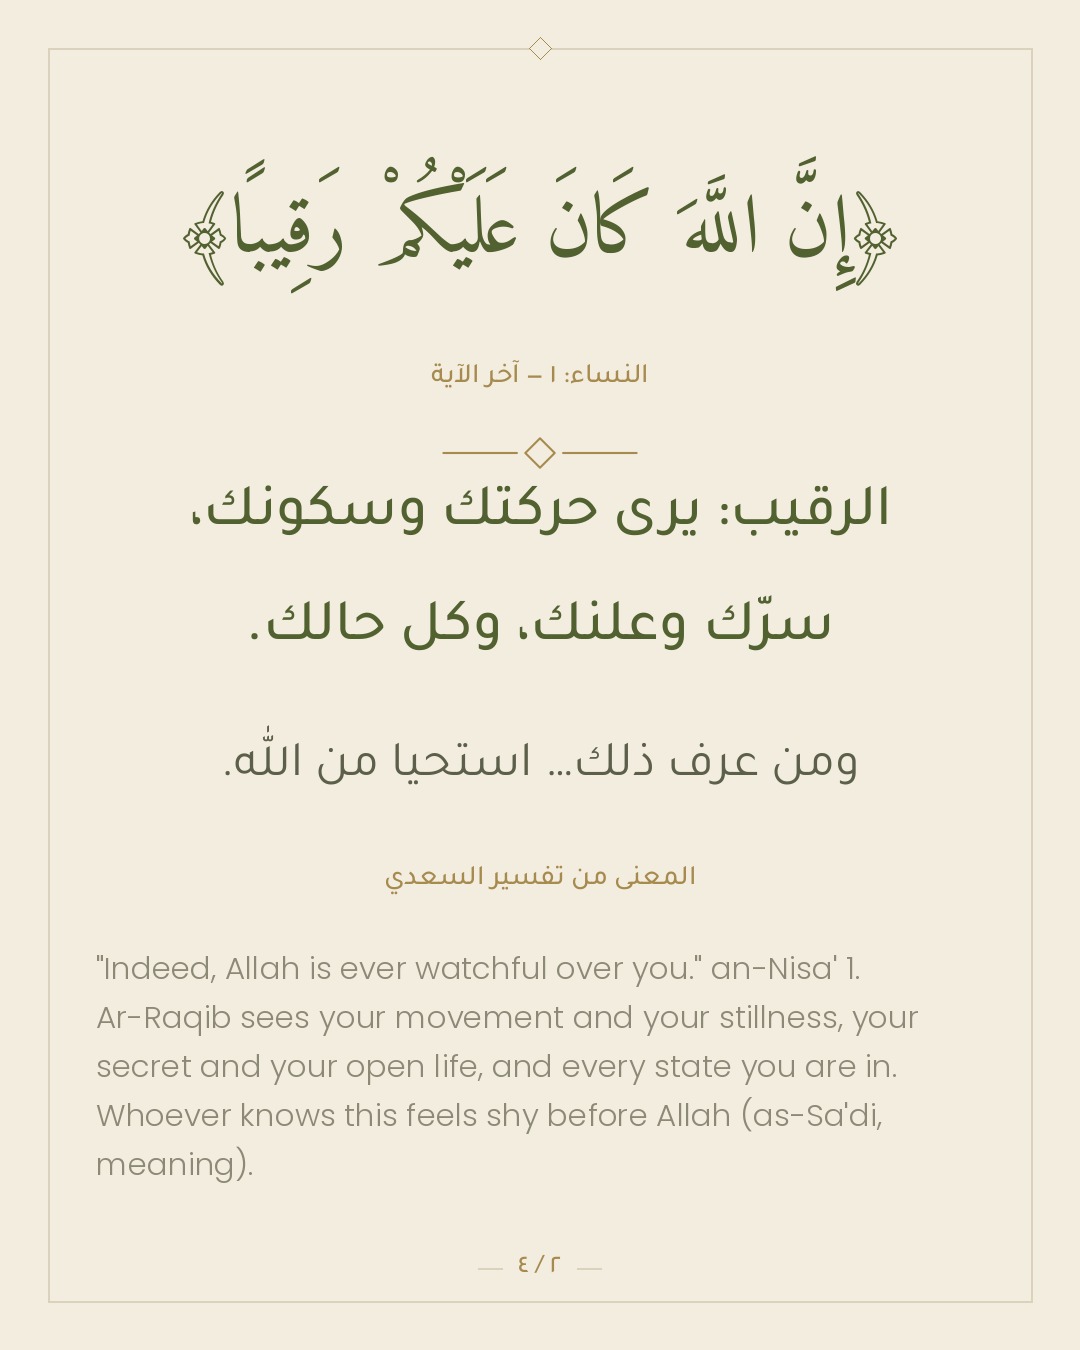 ﴿إِنَّ اللَّهَ كَانَ عَلَيْكُمْ رَقِيبًا﴾
النساء: ١ – آخر الآية
الرقيب: يرى حركتك وسكونك،
سرّك وعلنك، وكل حالك.
ومن عرف ذلك... استحيا من الله.
المعنى من تفسير السعدي
"Indeed, Allah is ever watchful over you." an-Nisa' 1.
Ar-Raqib sees your movement and your stillness, your
secret and your open life, and every state you are in.
Whoever knows this feels shy before Allah (as-Sa'di,
meaning).
٢ / ٤